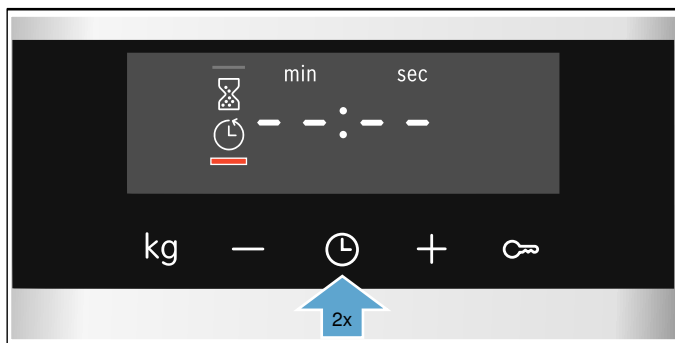 min sec
--:--
kg − +
2x